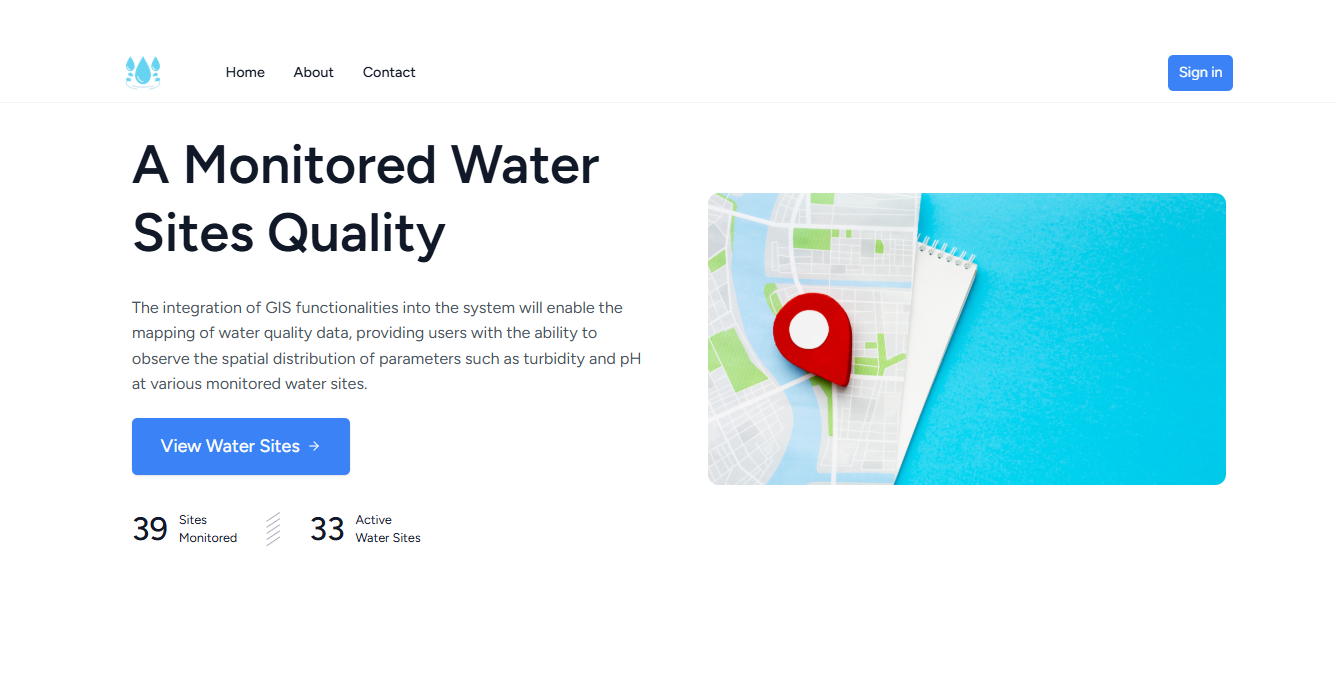 Home
About
Contact
Sign in
A Monitored Water
Sites Quality
The integration of GIS functionalities into the system will enable the
mapping of water quality data, providing users with the ability to
observe the spatial distribution of parameters such as turbidity and pH
at various monitored water sites.
View Water Sites →
39
Sites
Monitored
33
Active
Water Sites